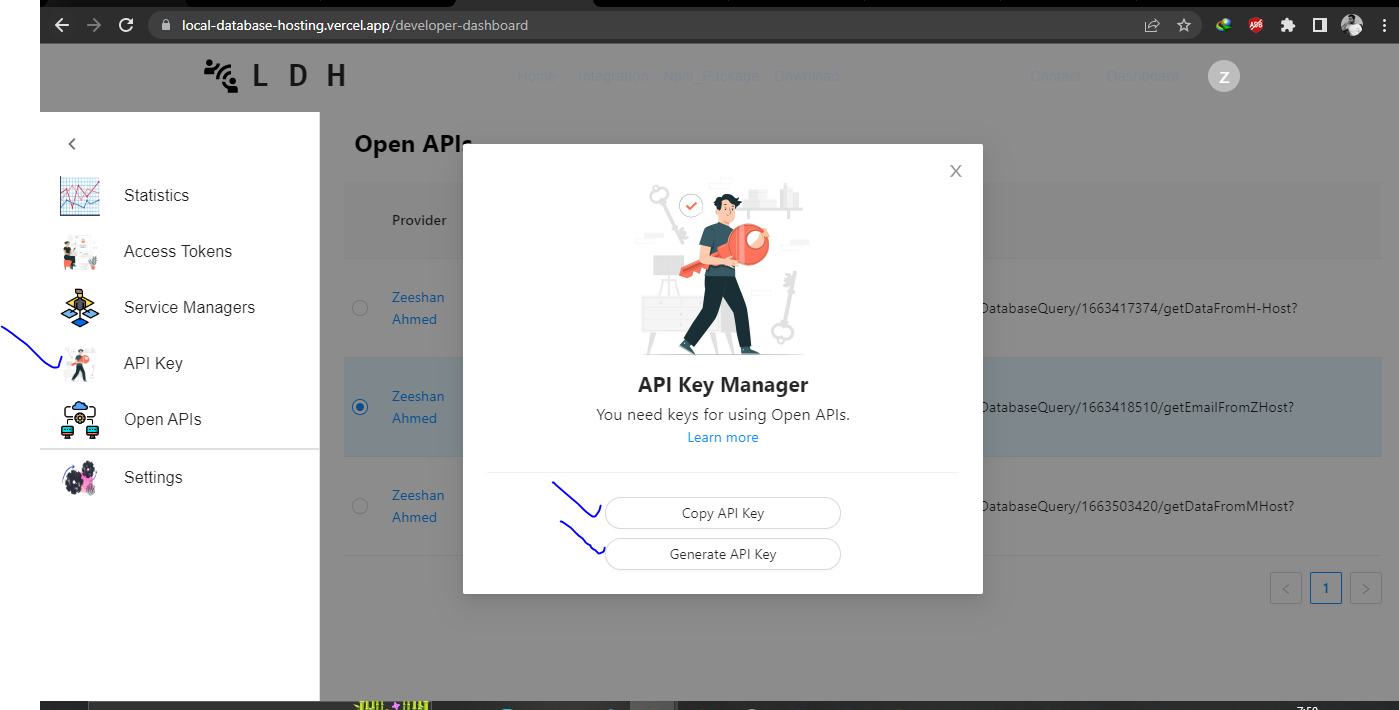 local-database-hosting.vercel.app/developer-dashboard
ABP
L D H
Home Integration Npm_Package Download Contact Dashboard
Z
Statistics
Access Tokens
Service Managers
API Key
Open APIs
Settings
Open APIs
Provider
Zeeshan
Ahmed
DatabaseQuery/1663417374/getDataFromH-Host?
Zeeshan
Ahmed
DatabaseQuery/1663418510/getEmailFromZHost?
Zeeshan
Ahmed
DatabaseQuery/1663503420/getDataFromMHost?
1
API Key Manager
You need keys for using Open APIs.
Learn more
Copy API Key
Generate API Key